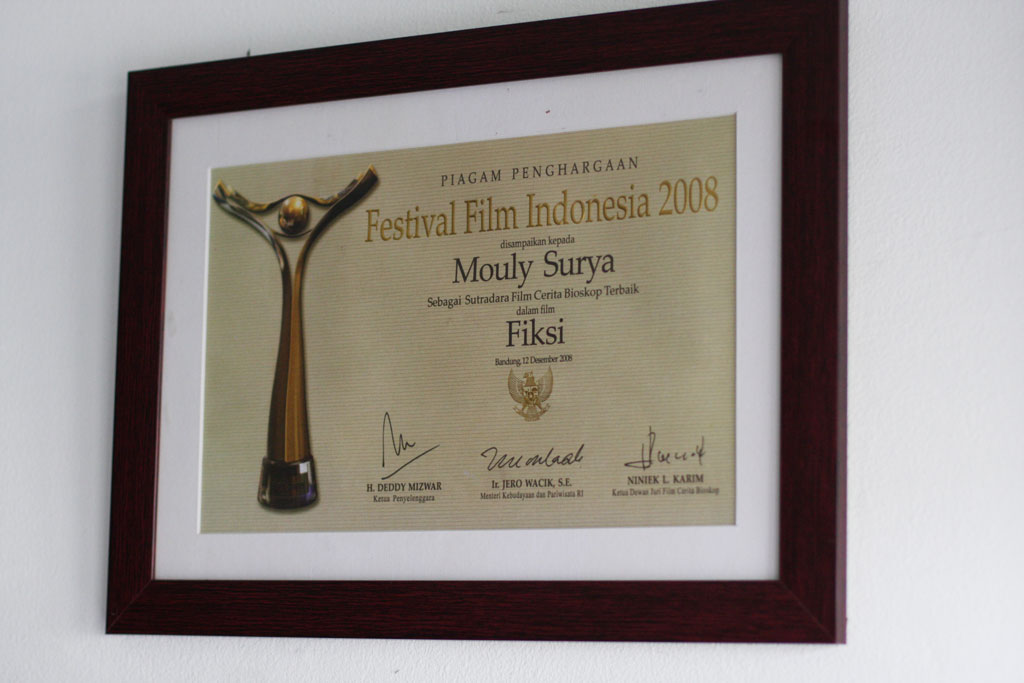 PIAGAM PENGHARGAAN
Festival Film Indonesia 2008
disampaikan kepada
Mouly Surya
Sebagai Sutradara Film Cerita Bioskop Terbaik
dalam film
Fiksi
Bandung, 12 Desember 2008
H. DEDDY MIZWAR
Ketua Penyelenggara
Ir. JERO WACIK, S.E.
Menteri Kebudayaan dan Pariwisata RI
NINIEK L. KARIM
Ketua Dewan Juri Film Cerita Bioskop